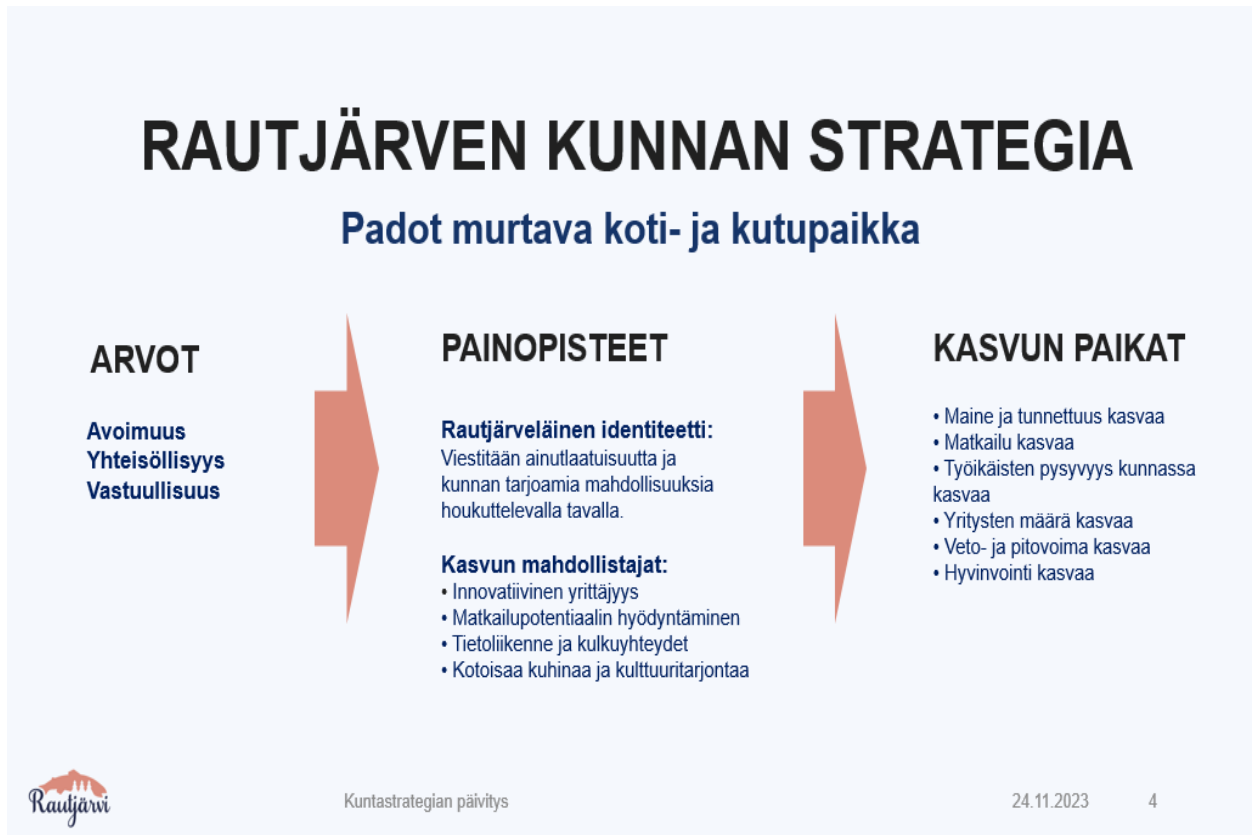 RAUTJÄRVEN KUNNAN STRATEGIA
Padot murtava koti- ja kutupaikka
ARVOT
Avoimuus
Yhteisöllisyys
Vastuullisuus
PAINOPISTEET
Rautjärveläinen identiteetti:
Viestitään ainutlaatuisuutta ja
kunnan tarjoamia mahdollisuuksia
houkuttelevalla tavalla.
Kasvun mahdollistajat:
• Innovatiivinen yrittäjyys
• Matkailupotentiaalin hyödyntäminen
• Tietoliikenne ja kulkuyhteydet
• Kotoisaa kuhinaa ja kulttuuritarjontaa
KASVUN PAIKAT
• Maine ja tunnettuus kasvaa
• Matkailu kasvaa
• Työikäisten pysyvyys kunnassa
kasvaa
• Yritysten määrä kasvaa
• Veto- ja pitovoima kasvaa
• Hyvinvointi kasvaa
Rautjärvi
Kuntastrategian päivitys
24.11.2023
4